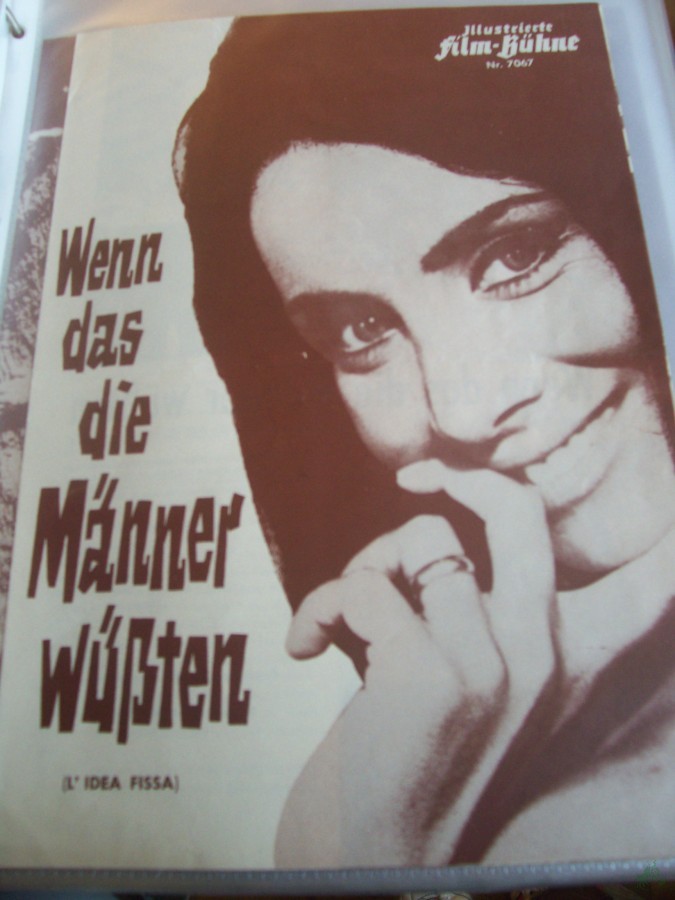 Illustrierte
Film-Bühne
Nr. 7067
Wenn
das
die
Männer
wüßten
(L' IDEA FISSA)